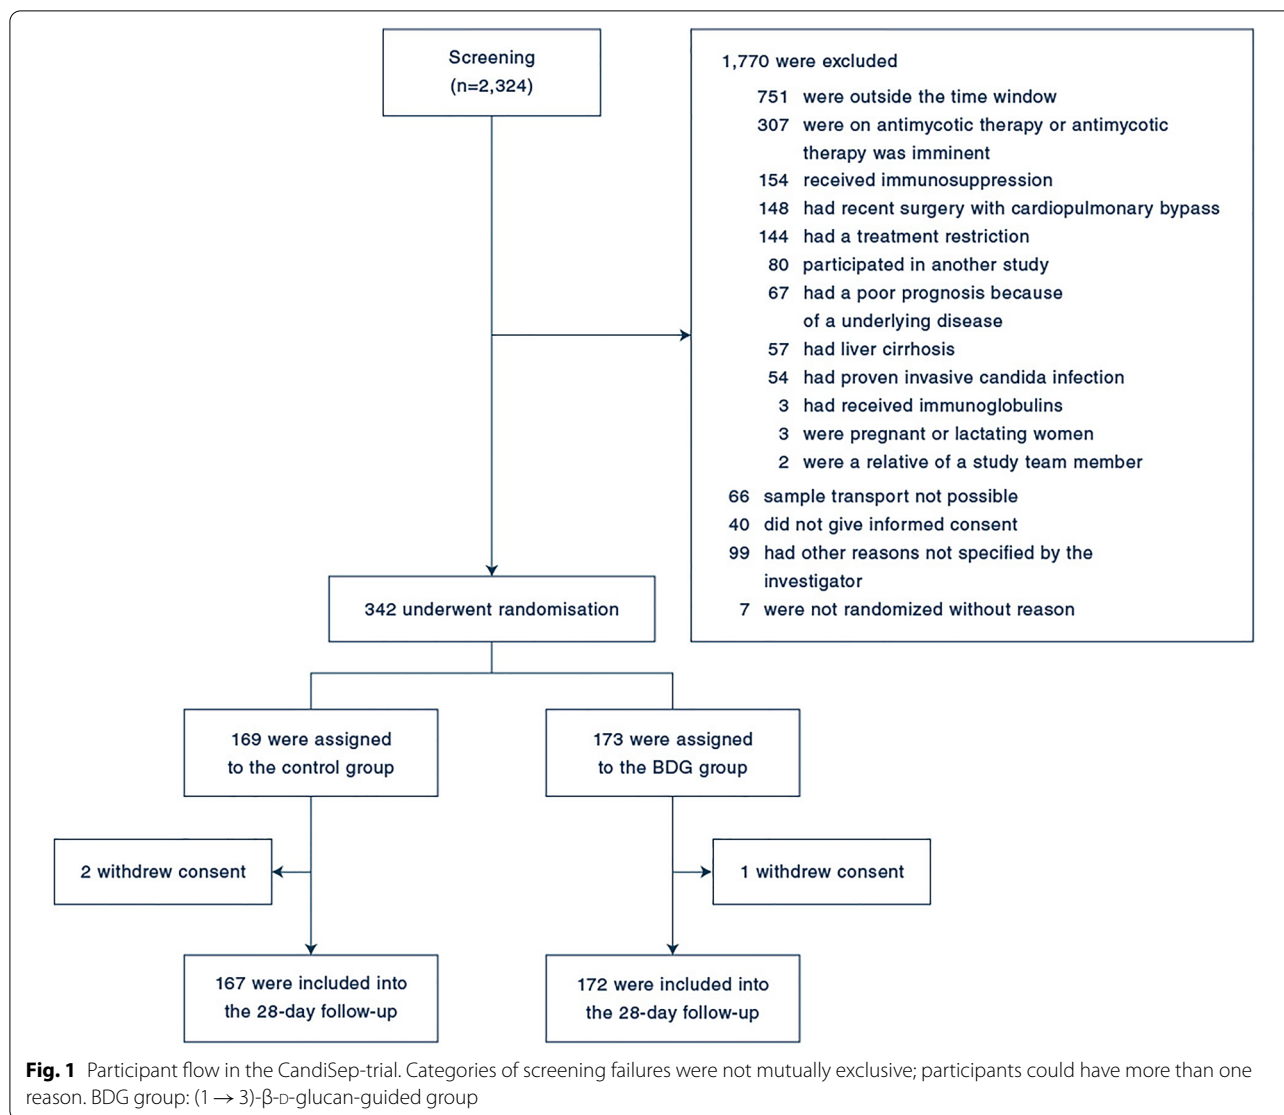 Screening
(n=2,324)
1,770 were excluded
751 were outside the time window
307 were on antimycotic therapy or antimycotic
therapy was imminent
154 received immunosuppression
148 had recent surgery with cardiopulmonary bypass
144 had a treatment restriction
80 participated in another study
67 had a poor prognosis because
of a underlying disease
57 had liver cirrhosis
54 had proven invasive candida infection
3 had received immunoglobulins
3 were pregnant or lactating women
2 were a relative of a study team member
66 sample transport not possible
40 did not give informed consent
99 had other reasons not specified by the
investigator
7 were not randomized without reason
342 underwent randomisation
169 were assigned
to the control group
173 were assigned
to the BDG group
2 withdrew consent
1 withdrew consent
167 were included into
the 28-day follow-up
172 were included into
the 28-day follow-up
Fig. 1 Participant flow in the CandiSep-trial. Categories of screening failures were not mutually exclusive; participants could have more than one
reason. BDG group: (1 → 3)-β-D-glucan-guided group